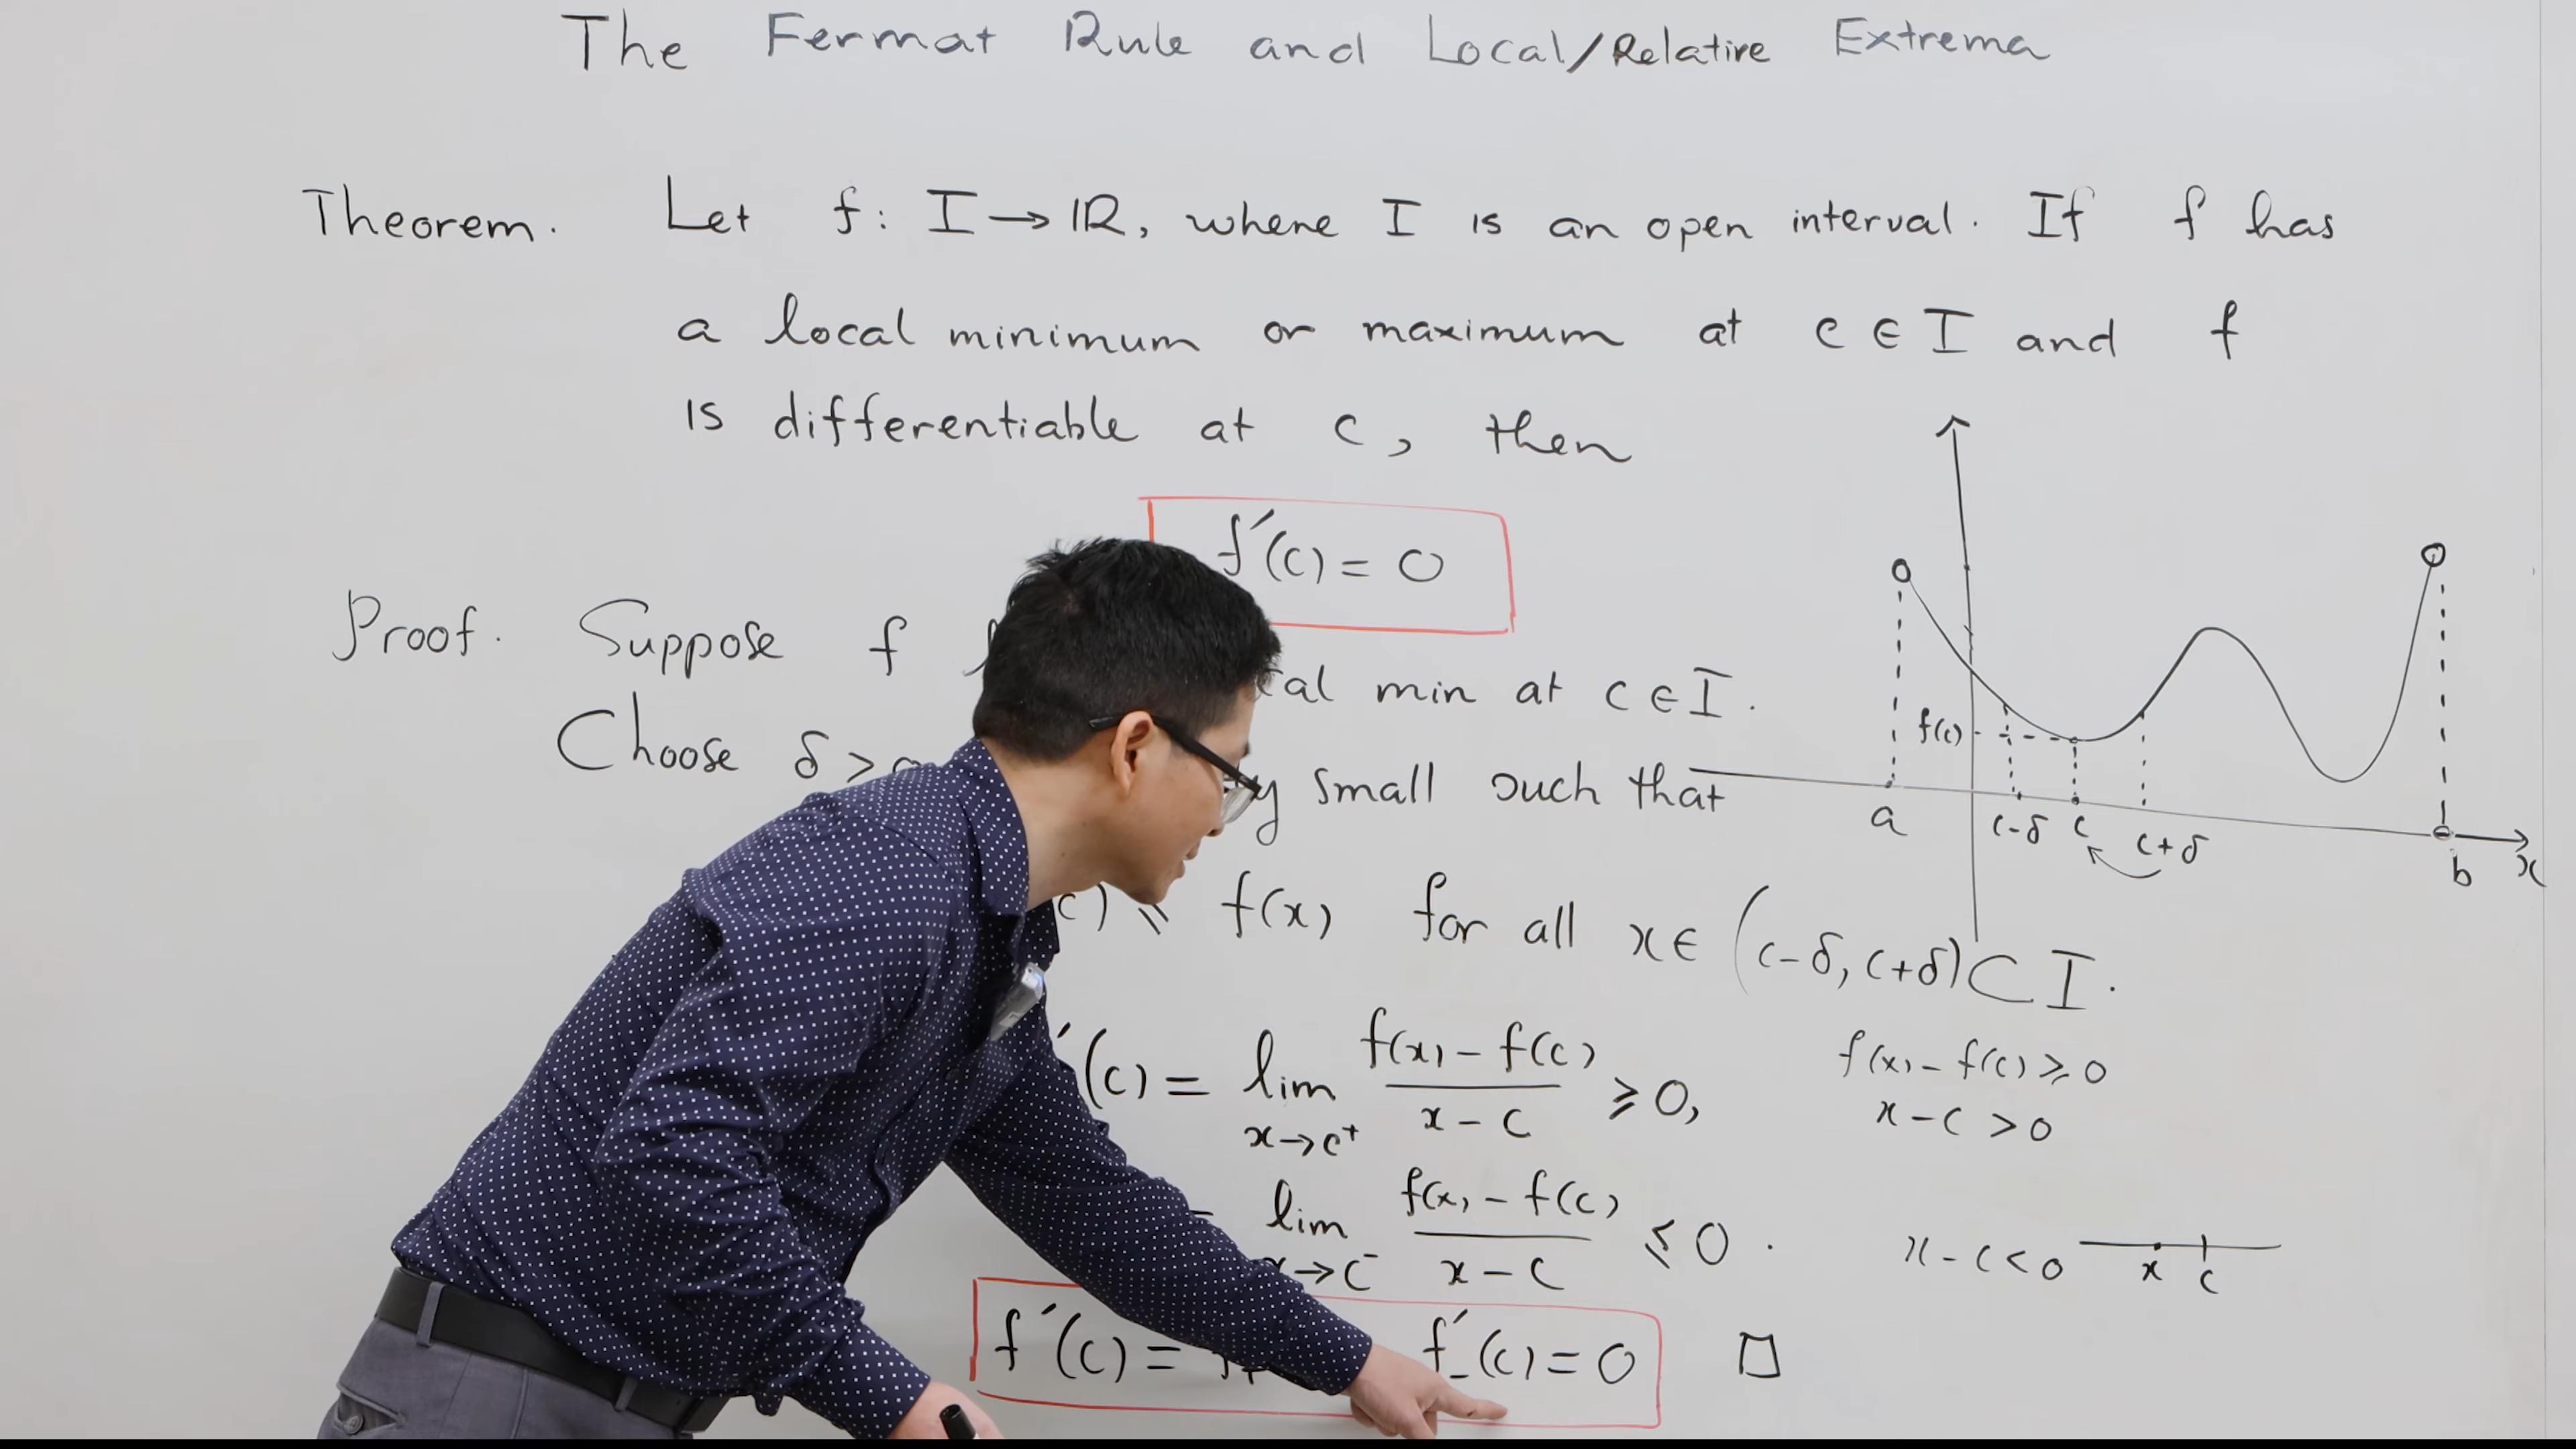 The Fermat Rule and Local/Relative Extrema
Theorem. Let f: I → ℝ, where I is an open interval. If f has
a local minimum or maximum at c ∈ I and f
is differentiable at c, then
f′(c) = 0
Proof. Suppose f min at c ∈ I.
Choose δ > small such that
f(x) for all x ∈ (c-δ, c+δ) ⊂ I.
(c) = lim x→c⁺ (f(x) - f(c))/(x - c) ≥ 0,
f(x) - f(c) ≥ 0
x - c > 0
lim x→c⁻ (f(x) - f(c))/(x - c) ≤ 0.
x - c < 0
x c
f′(c) = f′₋(c) = 0 □
f(c)
a c-δ c c+δ b x